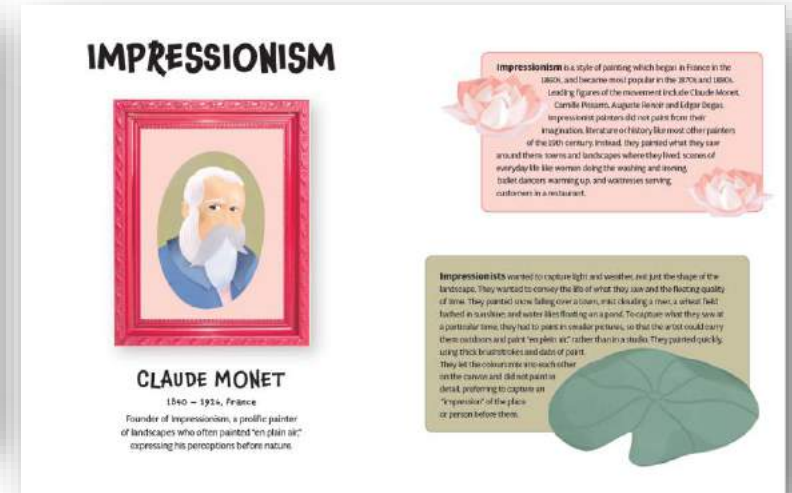 IMPRESSIONISM
CLAUDE MONET
1840 – 1926, France
Founder of Impressionism, a prolific painter
of landscapes who often painted "en plain air,"
expressing his perceptions before nature.
Impressionism is a style of painting which began in France in the
1860s, and became most popular in the 1870s and 1880s.
Leading figures of the movement include Claude Monet,
Camille Pissarro, Auguste Renoir and Edgar Degas.
Impressionist painters did not paint from their
imagination, literature or history like most other painters
of the 19th century. Instead, they painted what they saw
around them: towns and landscapes where they lived, scenes of
everyday life like women doing the washing and ironing,
ballet dancers warming up, and waitresses serving
customers in a restaurant.
Impressionists wanted to capture light and weather, not just the shape of the
landscape. They wanted to convey the life of what they saw and the fleeting quality
of time. They painted snow falling over a town, mist clouding a river, a wheat field
bathed in sunshine, and water lilies floating on a pond. To capture what they saw at
a particular time, they had to paint in smaller pictures, so that the artist could carry
them outdoors and paint "en plein air," rather than in a studio. They painted quickly,
using thick brushstrokes and dabs of paint.
They let the colours mix into each other
on the canvas and did not paint in
detail, preferring to capture an
"impression" of the place
or person before them.